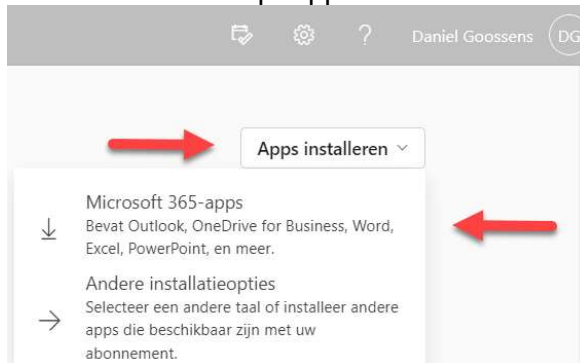 ? Daniel Goossens DG
Apps installeren
Microsoft 365-apps
Bevat Outlook, OneDrive for Business, Word,
Excel, PowerPoint, en meer.
Andere installatieopties
Selecteer een andere taal of installeer andere
apps die beschikbaar zijn met uw
abonnement.